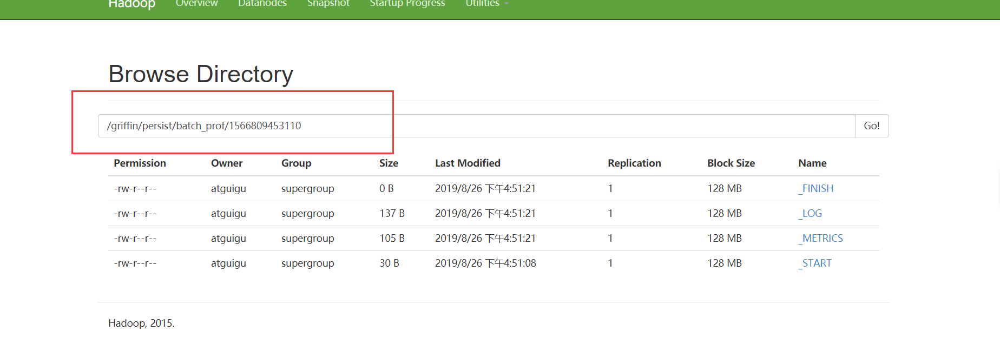 Hadoop Overview Datanodes Snapshot Startup Progress Utilities
Browse Directory
/griffin/persist/batch_prof/1566809453110 Go!
Permission Owner Group Size Last Modified Replication Block Size Name
-rw-r--r-- atguigu supergroup 0 B 2019/8/26 下午4:51:21 1 128 MB _FINISH
-rw-r--r-- atguigu supergroup 137 B 2019/8/26 下午4:51:21 1 128 MB _LOG
-rw-r--r-- atguigu supergroup 105 B 2019/8/26 下午4:51:21 1 128 MB _METRICS
-rw-r--r-- atguigu supergroup 30 B 2019/8/26 下午4:51:08 1 128 MB _START
Hadoop, 2015.